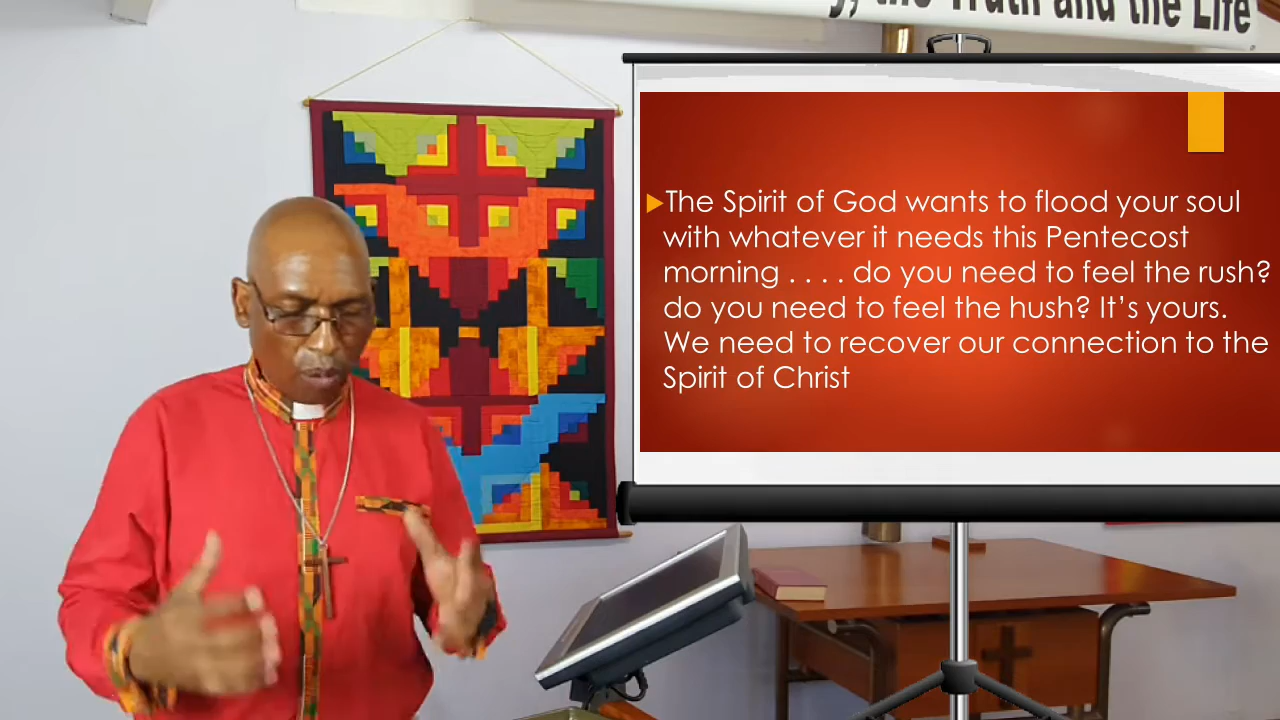 the Truth and the Life
The Spirit of God wants to flood your soul
with whatever it needs this Pentecost
morning . . . . do you need to feel the rush?
do you need to feel the hush? It’s yours.
We need to recover our connection to the
Spirit of Christ